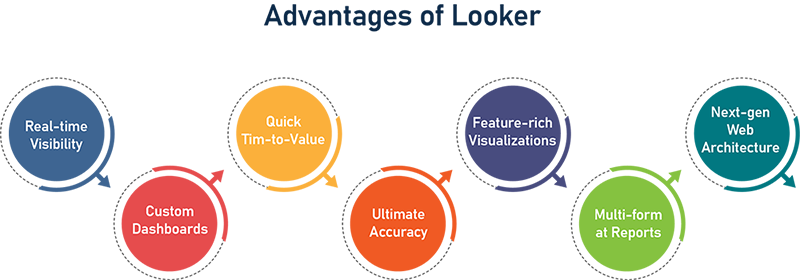 Advantages of Looker
Real-time
Visibility
Custom
Dashboards
Quick
Tim-to-Value
Ultimate
Accuracy
Feature-rich
Visualizations
Multi-form
at Reports
Next-gen
Web
Architecture